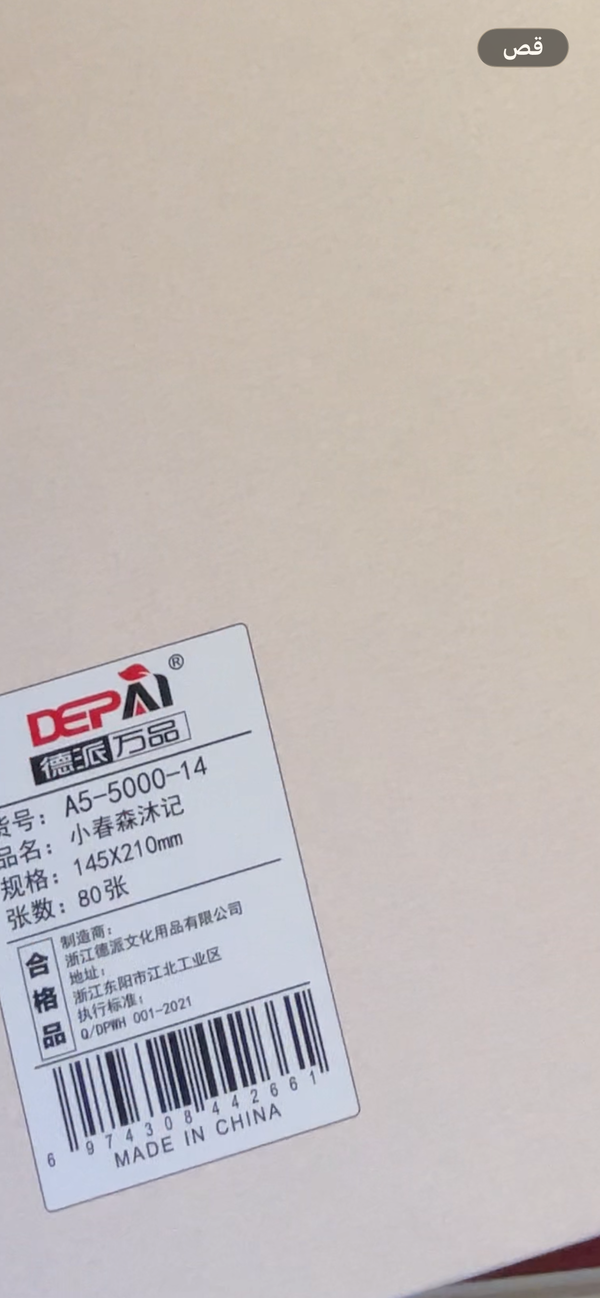 قص
DEPAI®
德派万品
货号：A5-5000-14
品名：小春森沐记
规格：145X210mm
张数：80张
合格品
制造商：
浙江德派文化用品有限公司
地址：
浙江东阳市江北工业区
执行标准：
Q/DPWH 001-2021
6 974308 442661
MADE IN CHINA